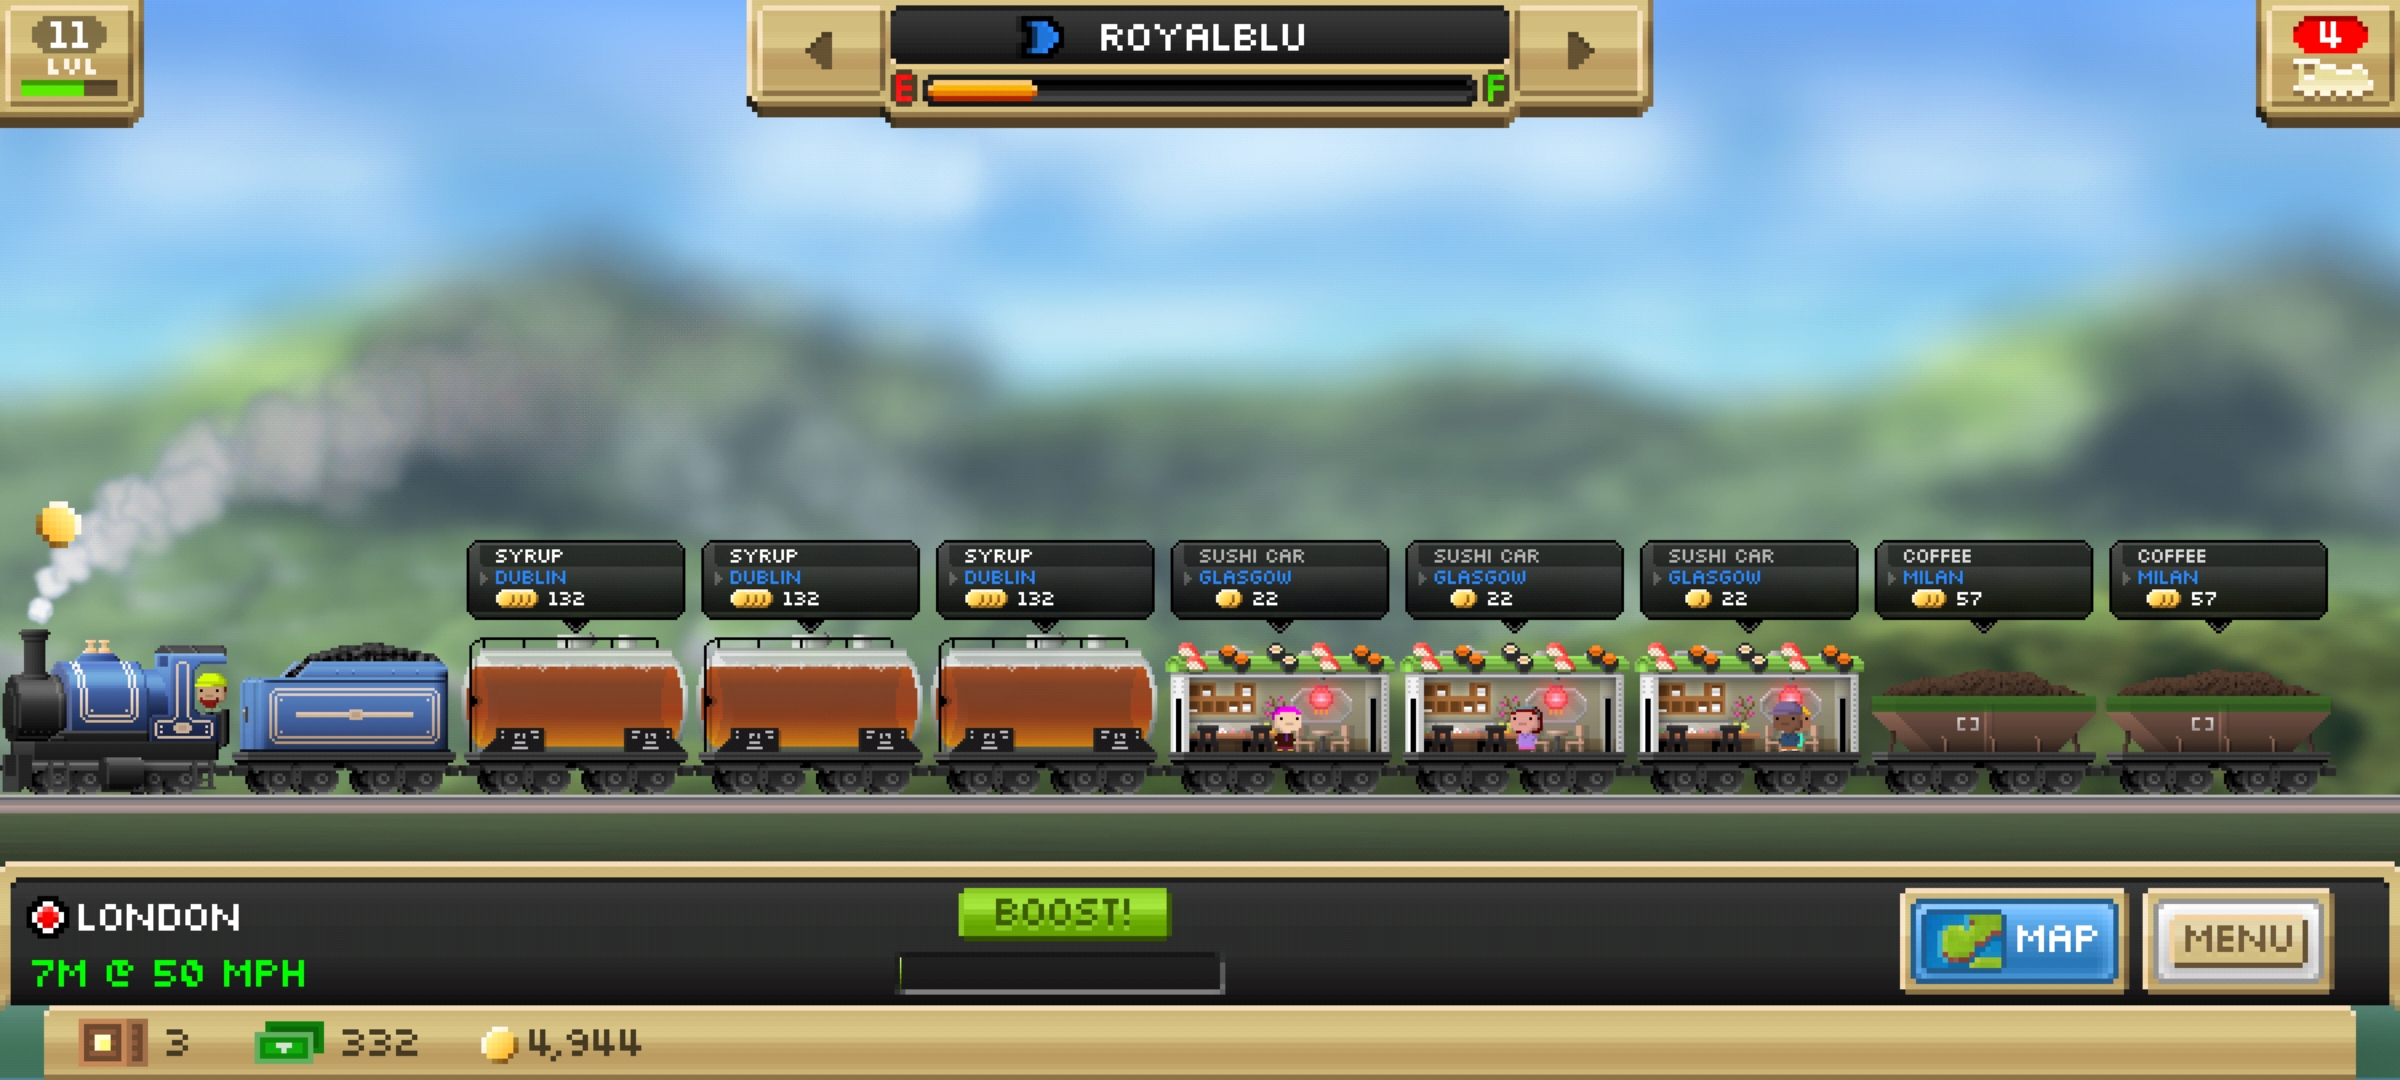 11
LVL
ROYALBLU
E
F
4
SYRUP
DUBLIN
132
SYRUP
DUBLIN
132
SYRUP
DUBLIN
132
SUSHI CAR
GLASGOW
22
SUSHI CAR
GLASGOW
22
SUSHI CAR
GLASGOW
22
COFFEE
MILAN
57
COFFEE
MILAN
57
LONDON
7M @ 50 MPH
BOOST!
MAP
MENU
3
332
4,944